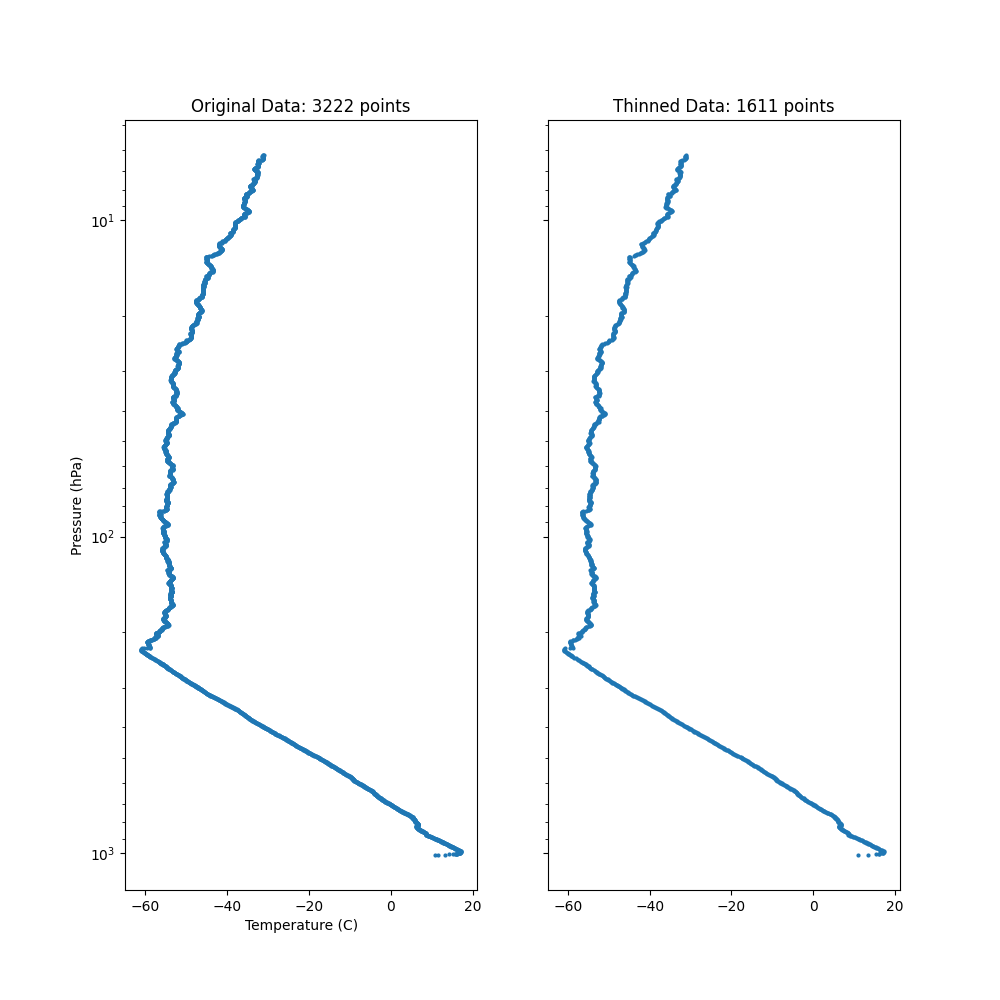 Original Data: 3222 points
Thinned Data: 1611 points
10¹
10²
10³
Pressure (hPa)
−60 −40 −20 0 20
−60 −40 −20 0 20
Temperature (C)